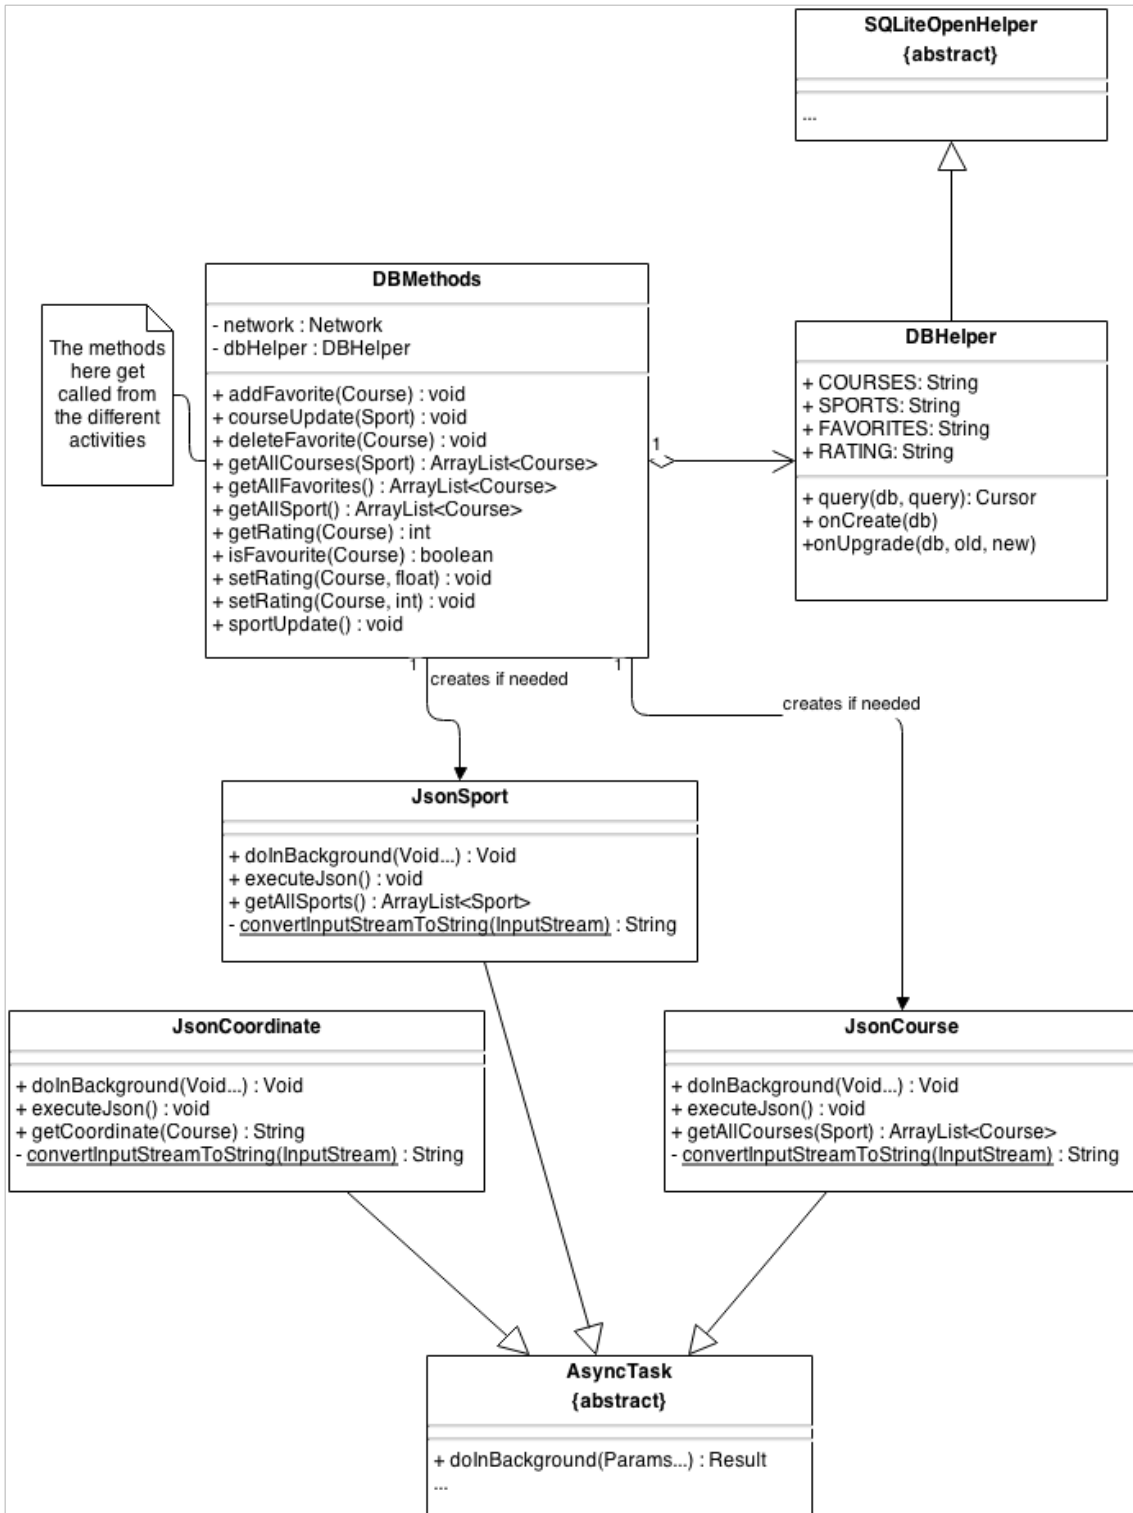 SQLiteOpenHelper
{abstract}
...
DBMethods
- network : Network
- dbHelper : DBHelper
+ addFavorite(Course) : void
+ courseUpdate(Sport) : void
+ deleteFavorite(Course) : void
+ getAllCourses(Sport) : ArrayList<Course>
+ getAllFavorites() : ArrayList<Course>
+ getAllSport() : ArrayList<Course>
+ getRating(Course) : int
+ isFavourite(Course) : boolean
+ setRating(Course, float) : void
+ setRating(Course, int) : void
+ sportUpdate() : void
The methods
here get
called from
the different
activities
1
DBHelper
+ COURSES: String
+ SPORTS: String
+ FAVORITES: String
+ RATING: String
+ query(db, query): Cursor
+ onCreate(db)
+onUpgrade(db, old, new)
1
creates if needed
1
creates if needed
JsonSport
+ doInBackground(Void...) : Void
+ executeJson() : void
+ getAllSports() : ArrayList<Sport>
- convertInputStreamToString(InputStream) : String
JsonCoordinate
+ doInBackground(Void...) : Void
+ executeJson() : void
+ getCoordinate(Course) : String
- convertInputStreamToString(InputStream) : String
JsonCourse
+ doInBackground(Void...) : Void
+ executeJson() : void
+ getAllCourses(Sport) : ArrayList<Course>
- convertInputStreamToString(InputStream) : String
AsyncTask
{abstract}
+ doInBackground(Params...) : Result
...